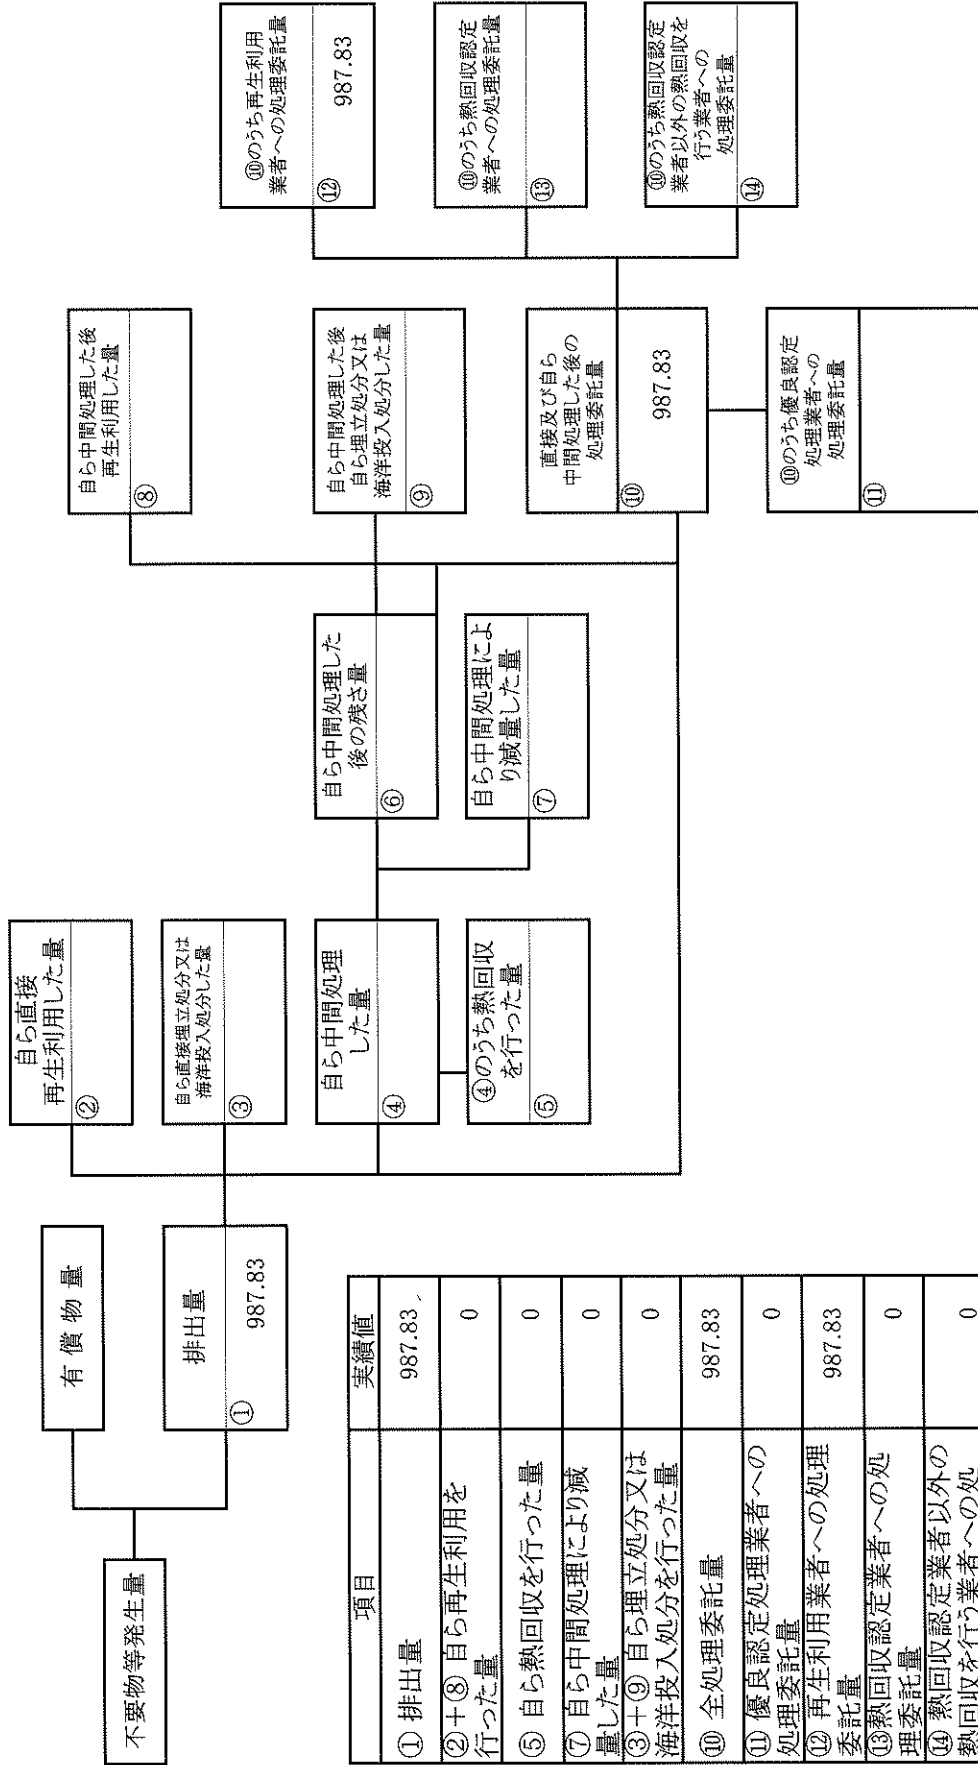 不要物等発生量
有 償 物 量
排出量
①
987.83
自ら直接
再生利用した量
②
自ら直接埋立処分又は
海洋投入処分した量
③
自ら中間処理
した量
④
④のうち熱回収
を行った量
⑤
自ら中間処理した
後の残さ量
⑥
自ら中間処理によ
り減量した量
⑦
自ら中間処理した後
再生利用した量
⑧
自ら中間処理した後
自ら埋立処分又は
海洋投入処分した量
⑨
直接及び自ら
中間処理した後の
処理委託量
⑩
987.83
⑩のうち優良認定
処理業者への
処理委託量
⑪
⑩のうち再生利用
業者への処理委託量
⑫
987.83
⑩のうち熱回収認定
業者への処理委託量
⑬
⑩のうち熱回収認定
業者以外の熱回収を
行う業者への
処理委託量
⑭
項目 実績値
① 排出量 987.83
②+⑧ 自ら再生利用を
行った量 0
⑤ 自ら熱回収を行った量 0
⑦ 自ら中間処理により減
量した量 0
③+⑨ 自ら埋立処分又は
海洋投入処分を行った量 0
⑩ 全処理委託量 987.83
⑪ 優良認定処理業者への
処理委託量 0
⑫ 再生利用業者への処理
委託量 987.83
⑬熱回収認定業者への処
理委託量 0
⑭ 熱回収認定業者以外の
熱回収を行う業者への処 0